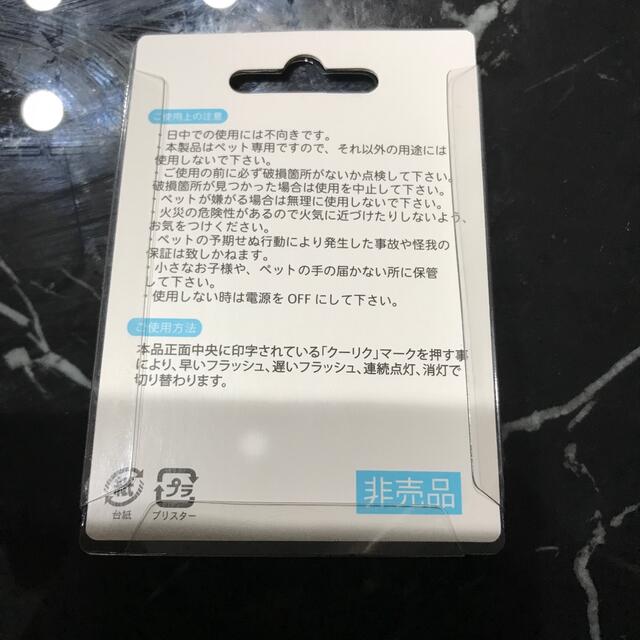 ご使用上の注意
・日中での使用には不向きです。
・本製品はペット専用ですので、それ以外の用途には
使用しないで下さい。
・ご使用の前に必ず破損箇所がないか点検して下さい。
破損箇所が見つかった場合は使用を中止して下さい。
・ペットが嫌がる場合は無理に使用しないで下さい。
・火災の危険性があるので火気に近づけたりしないよう、
お気をつけください。
・ペットの予期せぬ行動により発生した事故や怪我の
保証は致しかねます。
・小さなお子様や、ペットの手の届かない所に保管
して下さい。
・使用しない時は電源を OFF にして下さい。
ご使用方法
本品正面中央に印字されている「クーリク」マークを押す事
により、早いフラッシュ、遅いフラッシュ、連続点灯、消灯で
切り替わります。
紙 プラ
台紙 ブリスター
非売品